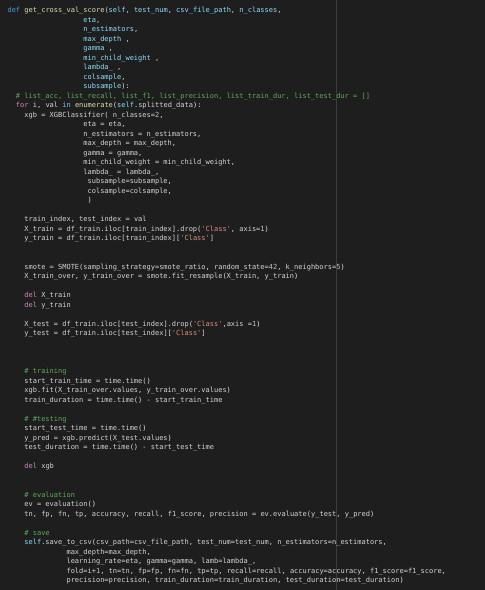 def get_cross_val_score(self, test_num, csv_file_path, n_classes,
eta,
n_estimators,
max_depth ,
gamma ,
min_child_weight ,
lambda_ ,
colsample,
subsample):
# list_acc, list_recall, list_f1, list_precision, list_train_dur, list_test_dur = []
for i, val in enumerate(self.splitted_data):
xgb = XGBClassifier( n_classes=2,
eta = eta,
n_estimators = n_estimators,
max_depth = max_depth,
gamma = gamma,
min_child_weight = min_child_weight,
lambda_ = lambda_,
subsample=subsample,
colsample=colsample,
)
train_index, test_index = val
X_train = df_train.iloc[train_index].drop('Class', axis=1)
y_train = df_train.iloc[train_index]['Class']
smote = SMOTE(sampling_strategy=smote_ratio, random_state=42, k_neighbors=5)
X_train_over, y_train_over = smote.fit_resample(X_train, y_train)
del X_train
del y_train
X_test = df_train.iloc[test_index].drop('Class',axis =1)
y_test = df_train.iloc[test_index]['Class']
# training
start_train_time = time.time()
xgb.fit(X_train_over.values, y_train_over.values)
train_duration = time.time() - start_train_time
# #testing
start_test_time = time.time()
y_pred = xgb.predict(X_test.values)
test_duration = time.time() - start_test_time
del xgb
# evaluation
ev = evaluation()
tn, fp, fn, tp, accuracy, recall, f1_score, precision = ev.evaluate(y_test, y_pred)
# save
self.save_to_csv(csv_path=csv_file_path, test_num=test_num, n_estimators=n_estimators,
max_depth=max_depth,
learning_rate=eta, gamma=gamma, lamb=lambda_,
fold=i+1, tn=tn, fp=fp, fn=fn, tp=tp, recall=recall, accuracy=accuracy, f1_score=f1_score,
precision=precision, train_duration=train_duration, test_duration=test_duration)